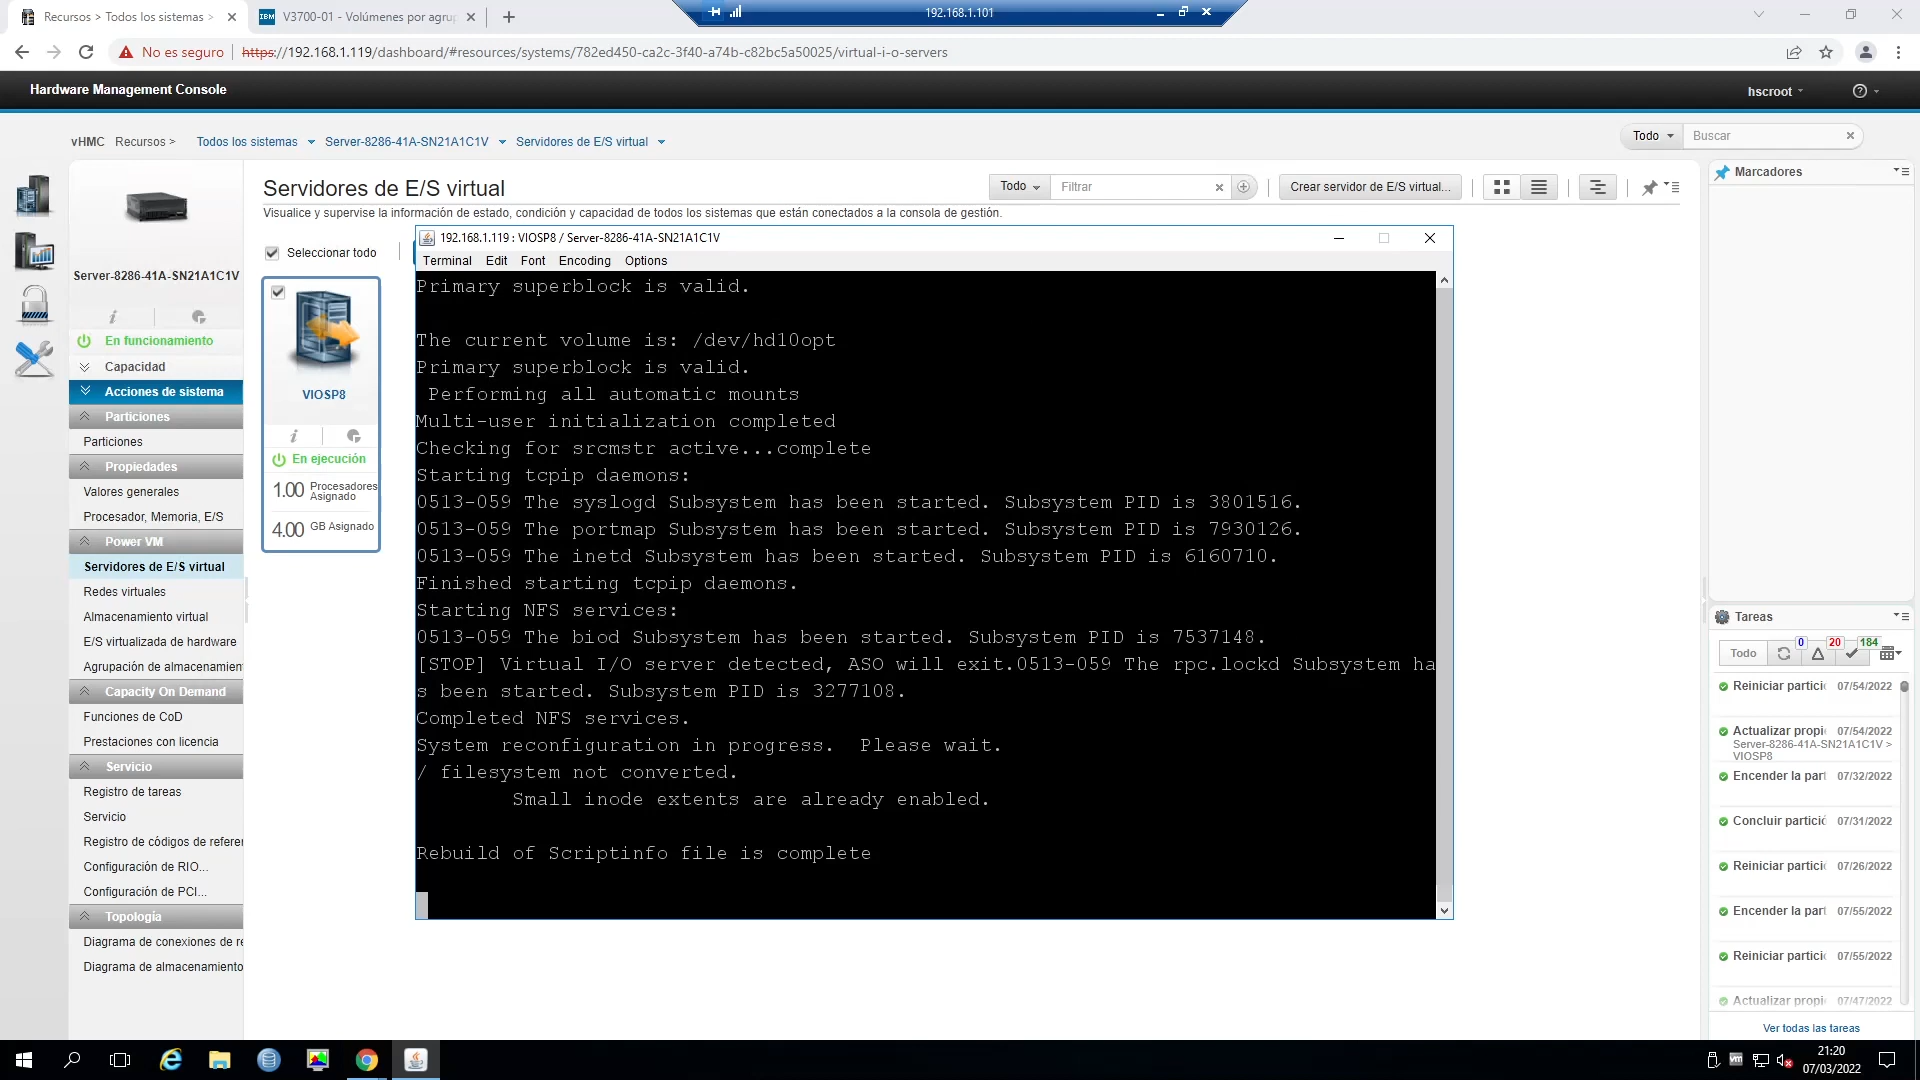 Recursos > Todos los sistemas >
V3700-01 - Volúmenes por agru
192.168.1.101
No es seguro
https://192.168.1.119/dashboard/#resources/systems/782ed450-ca2c-3f40-a74b-c82bc5a50025/virtual-i-o-servers
Hardware Management Console
hscroot
vHMC Recursos > Todos los sistemas Server-8286-41A-SN21A1C1V Servidores de E/S virtual
Todo Buscar
Servidores de E/S virtual
Todo Filtrar
Crear servidor de E/S virtual...
Visualice y supervise la información de estado, condición y capacidad de todos los sistemas que están conectados a la consola de gestión.
Seleccionar todo
Server-8286-41A-SN21A1C1V
En funcionamiento
Capacidad
Acciones de sistema
Particiones
Particiones
Propiedades
Valores generales
Procesador, Memoria, E/S
Power VM
Servidores de E/S virtual
Redes virtuales
Almacenamiento virtual
E/S virtualizada de hardware
Agrupación de almacenamien
Capacity On Demand
Funciones de CoD
Prestaciones con licencia
Servicio
Registro de tareas
Servicio
Registro de códigos de referer
Configuración de RIO...
Configuración de PCI...
Topología
Diagrama de conexiones de re
Diagrama de almacenamiento
VIOSP8
En ejecución
1.00 Procesadores Asignado
4.00 GB Asignado
192.168.1.119 : VIOSP8 / Server-8286-41A-SN21A1C1V
Terminal Edit Font Encoding Options
Primary superblock is valid.
The current volume is: /dev/hd10opt
Primary superblock is valid.
Performing all automatic mounts
Multi-user initialization completed
Checking for srcmstr active...complete
Starting tcpip daemons:
0513-059 The syslogd Subsystem has been started. Subsystem PID is 3801516.
0513-059 The portmap Subsystem has been started. Subsystem PID is 7930126.
0513-059 The inetd Subsystem has been started. Subsystem PID is 6160710.
Finished starting tcpip daemons.
Starting NFS services:
0513-059 The biod Subsystem has been started. Subsystem PID is 7537148.
[STOP] Virtual I/O server detected, ASO will exit.0513-059 The rpc.lockd Subsystem ha
s been started. Subsystem PID is 3277108.
Completed NFS services.
System reconfiguration in progress.  Please wait.
/ filesystem not converted.
Small inode extents are already enabled.
Rebuild of Scriptinfo file is complete
Marcadores
Tareas
Todo 0 20 184
Reiniciar partici 07/54/2022
Actualizar propi 07/54/2022
Server-8286-41A-SN21A1C1V >
VIOSP8
Encender la part 07/32/2022
Concluir partició 07/31/2022
Reiniciar partici 07/26/2022
Encender la part 07/55/2022
Reiniciar partici 07/55/2022
Actualizar propi 07/47/2022
Ver todas las tareas
21:20
07/03/2022